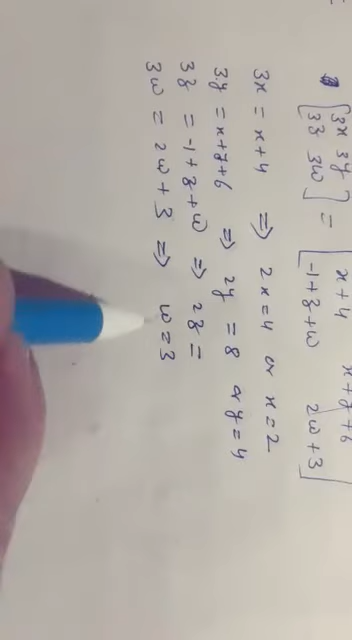 [3x 3y] = [x+4 x+y+6]
[3z 3w] [-1+z+w 2w+3]
3x = x+4 ⇒ 2x=4 or x=2
3y = x+y+6 ⇒ 2y = 8 or y=4
3z = -1+z+w ⇒ 2z =
3w = 2w+3 ⇒ w=3